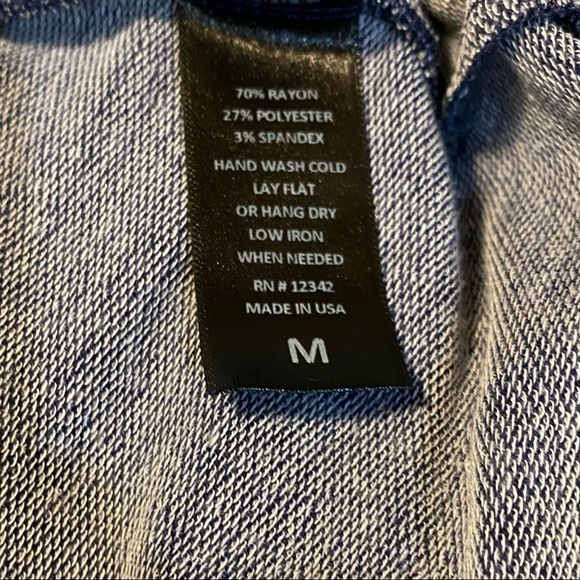 70% RAYON
27% POLYESTER
3% SPANDEX
HAND WASH COLD
LAY FLAT
OR HANG DRY
LOW IRON
WHEN NEEDED
RN # 12342
MADE IN USA
M